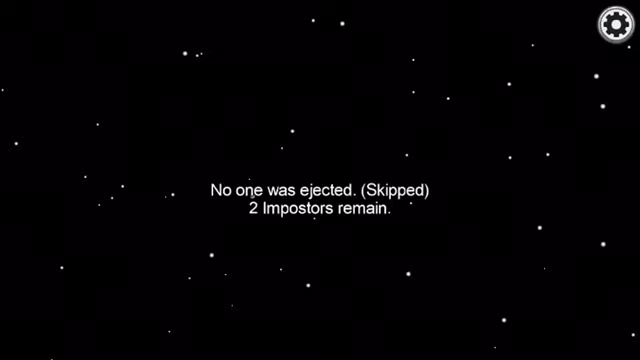 No one was ejected. (Skipped)
2 Impostors remain.